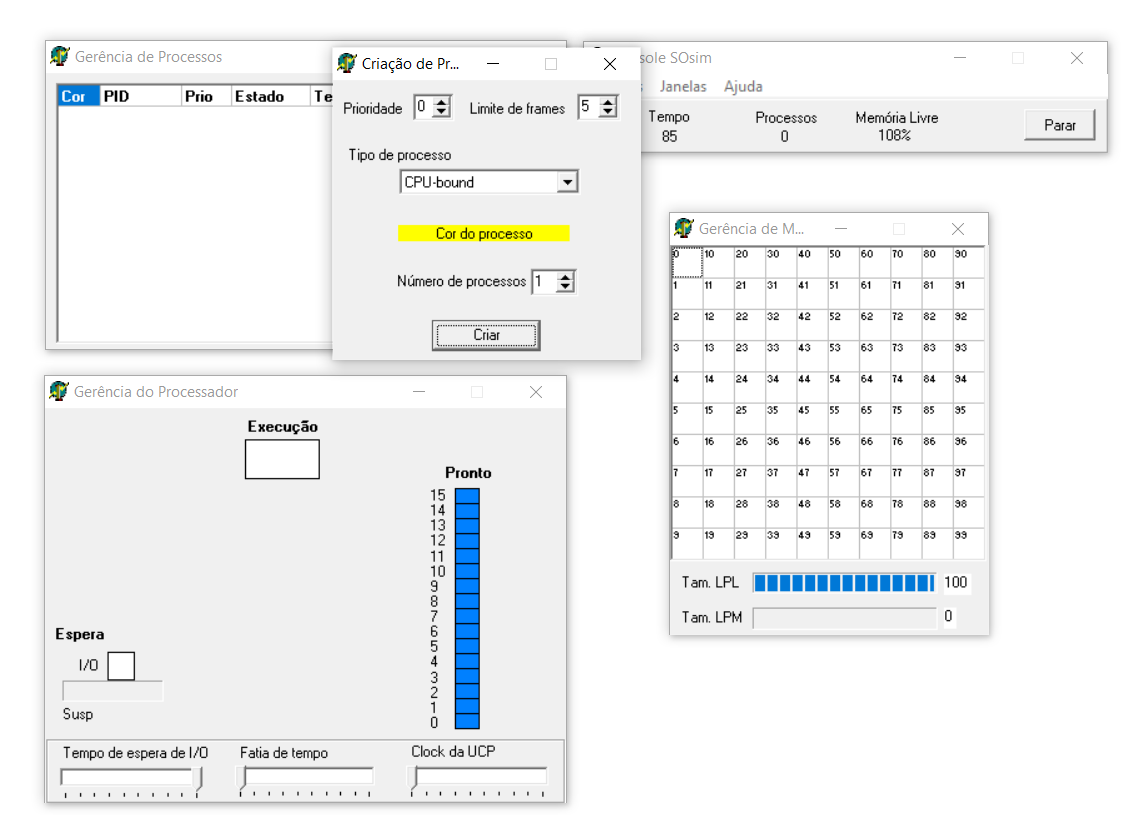 Gerência de Processos
Cor PID Prio Estado Te
Criação de Pr...
Prioridade 0 Limite de frames 5
Tipo de processo
CPU-bound
Cor do processo
Número de processos 1
Criar
sole SOsim
Janelas Ajuda
Tempo Processos Memória Livre
85 0 108%
Parar
Gerência de M...
0 10 20 30 40 50 60 70 80 90
1 11 21 31 41 51 61 71 81 91
2 12 22 32 42 52 62 72 82 92
3 13 23 33 43 53 63 73 83 93
4 14 24 34 44 54 64 74 84 94
5 15 25 35 45 55 65 75 85 95
6 16 26 36 46 56 66 76 86 96
7 17 27 37 47 57 67 77 87 97
8 18 28 38 48 58 68 78 88 98
9 19 29 39 49 59 69 79 89 99
Tam. LPL 100
Tam. LPM 0
Gerência do Processador
Execução
Pronto
15
14
13
12
11
10
9
8
7
6
5
4
3
2
1
0
Espera
I/O
Susp
Tempo de espera de I/O Fatia de tempo Clock da UCP